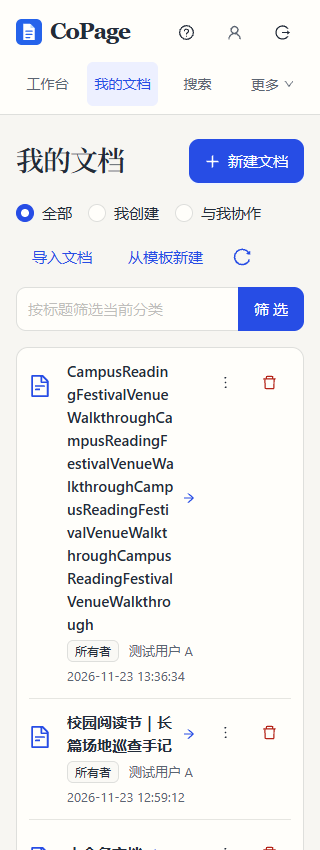 CoPage
工作台 我的文档 搜索 更多
我的文档
新建文档
全部 我创建 与我协作
导入文档 从模板新建
按标题筛选当前分类 筛选
CampusReadin
gFestivalVenue
WalkthroughCa
mpusReadingF
estivalVenueWa
lkthroughCamp
usReadingFesti
valVenueWalkt
hroughCampus
ReadingFestival
VenueWalkthro
ugh
所有者 测试用户 A
2026-11-23 13:36:34
校园阅读节 | 长
篇场地巡查手记
所有者 测试用户 A
2026-11-23 12:59:12